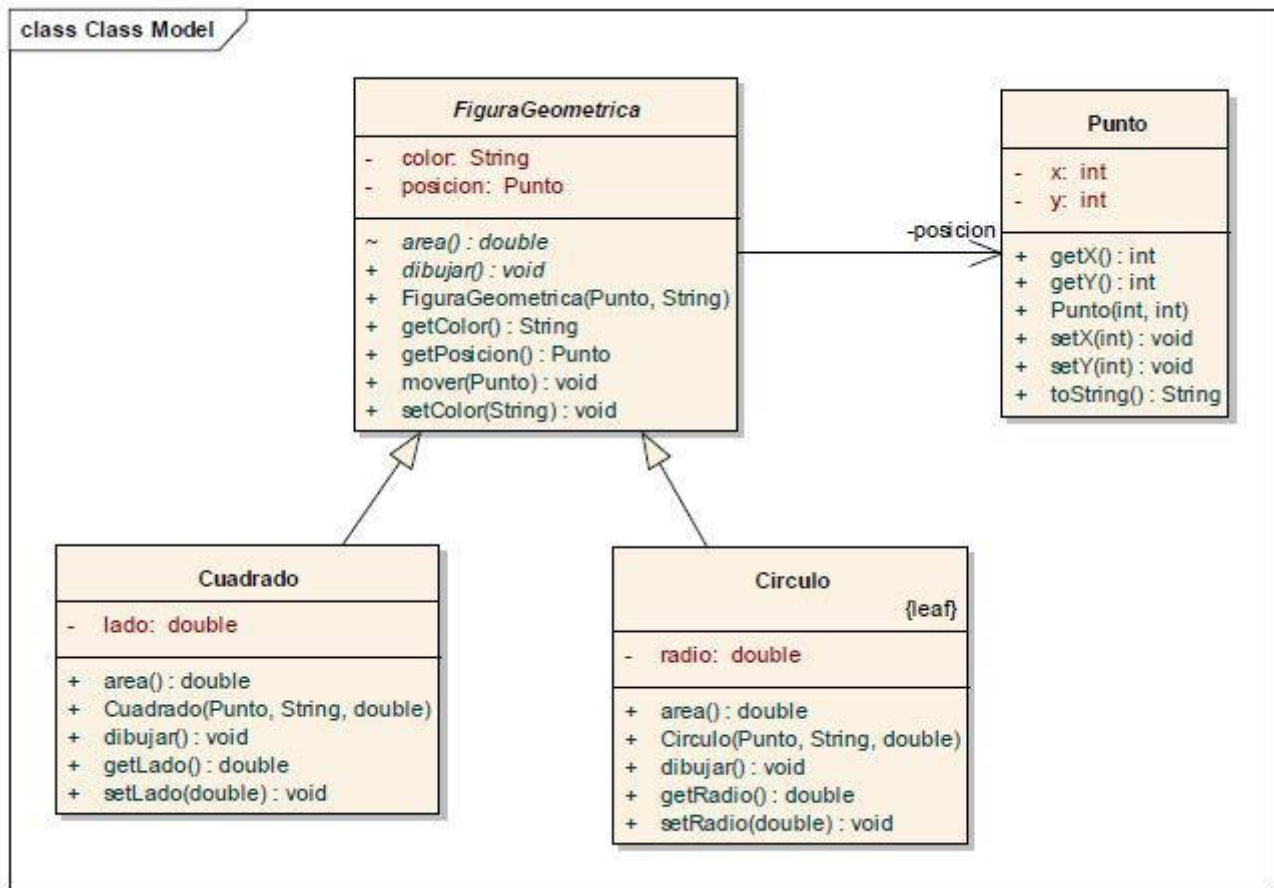 class Class Model
FiguraGeometrica
- color: String
- posicion: Punto
~ area() : double
+ dibujar() : void
+ FiguraGeometrica(Punto, String)
+ getColor() : String
+ getPosicion() : Punto
+ mover(Punto) : void
+ setColor(String) : void
-posicion
Punto
- x: int
- y: int
+ getX() : int
+ getY() : int
+ Punto(int, int)
+ setX(int) : void
+ setY(int) : void
+ toString() : String
Cuadrado
- lado: double
+ area() : double
+ Cuadrado(Punto, String, double)
+ dibujar() : void
+ getLado() : double
+ setLado(double) : void
Circulo
{leaf}
- radio: double
+ area() : double
+ Circulo(Punto, String, double)
+ dibujar() : void
+ getRadio() : double
+ setRadio(double) : void